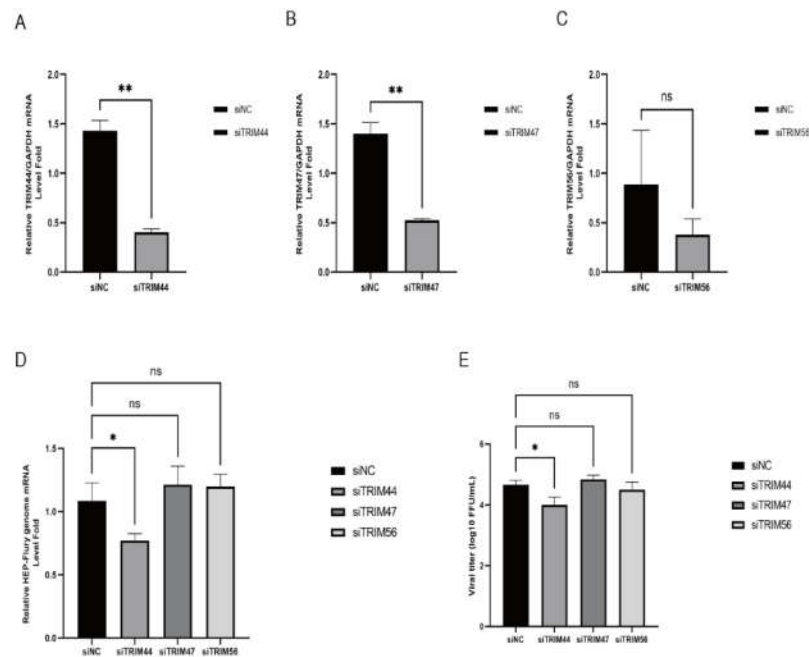 A
Relative TRIM44/GAPDH mRNA
Level Fold
2.0
1.5
1.0
0.5
0.0
**
siNC
siTRIM44
siNC
siTRIM44
B
Relative TRIM47/GAPDH mRNA
Level Fold
2.0
1.5
1.0
0.5
0.0
**
siNC
siTRIM47
siNC
siTRIM47
C
Relative TRIM56/GAPDH mRNA
Level Fold
2.0
1.5
1.0
0.5
0.0
ns
siNC
siTRIM56
siNC
siTRIM56
D
Relative HEP-Flury genome mRNA
Level Fold
1.5
1.0
0.5
0.0
ns
ns
*
siNC
siTRIM44
siTRIM47
siTRIM56
siNC
siTRIM44
siTRIM47
siTRIM56
E
Viral titer (log10 FFU/mL)
6
4
2
0
ns
ns
*
siNC
siTRIM44
siTRIM47
siTRIM56
siNC
siTRIM44
siTRIM47
siTRIM56